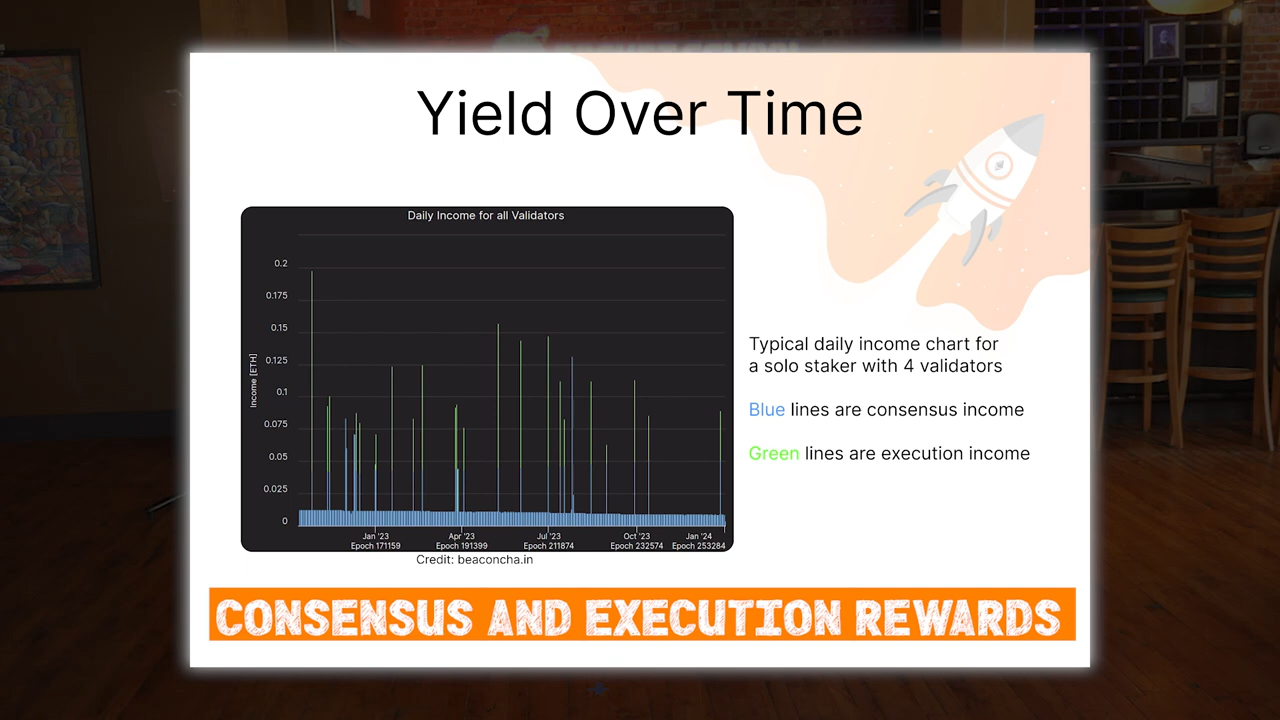 Yield Over Time
Daily Income for all Validators
0.2
0.175
0.15
0.125
0.1
0.075
0.05
0.025
0
Income [ETH]
Jan '23
Epoch 171159
Apr '23
Epoch 191399
Jul '23
Epoch 211874
Oct '23
Epoch 232574
Jan '24
Epoch 253284
Credit: beaconcha.in
Typical daily income chart for
a solo staker with 4 validators
Blue lines are consensus income
Green lines are execution income
CONSENSUS AND EXECUTION REWARDS